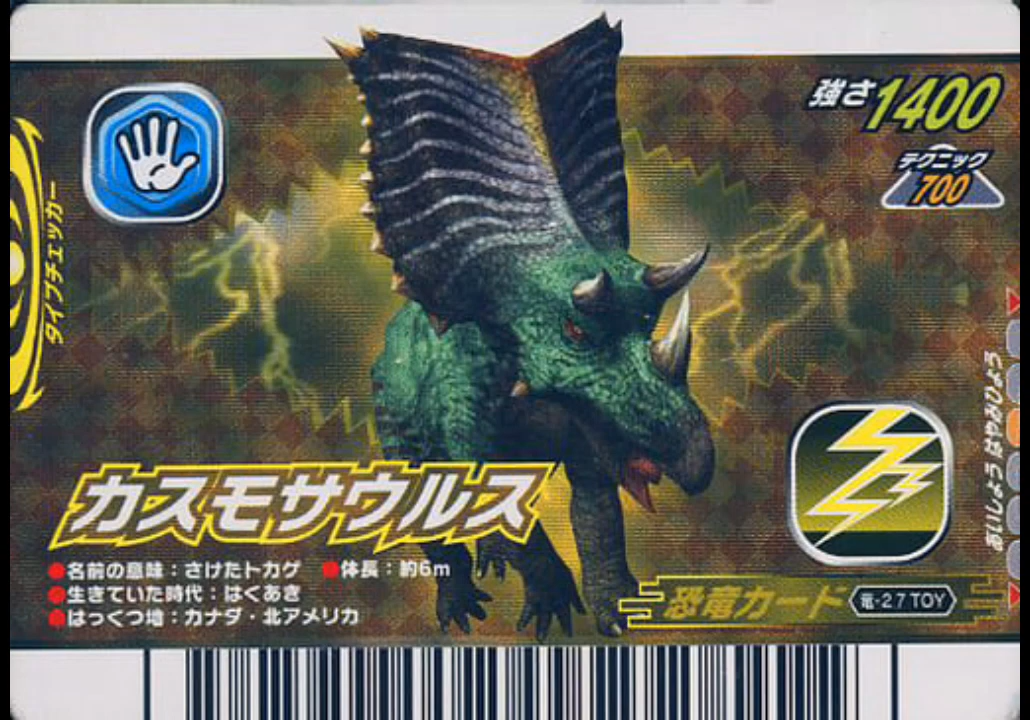 強さ1400
テクニック
700
タイプチェッカー
あいしょう はやみひょう
カスモサウルス
●名前の意味：さけたトカゲ ●体長：約6m
●生きていた時代：はくあき
●はっくつ地：カナダ・北アメリカ
恐竜カード 竜-27TOY